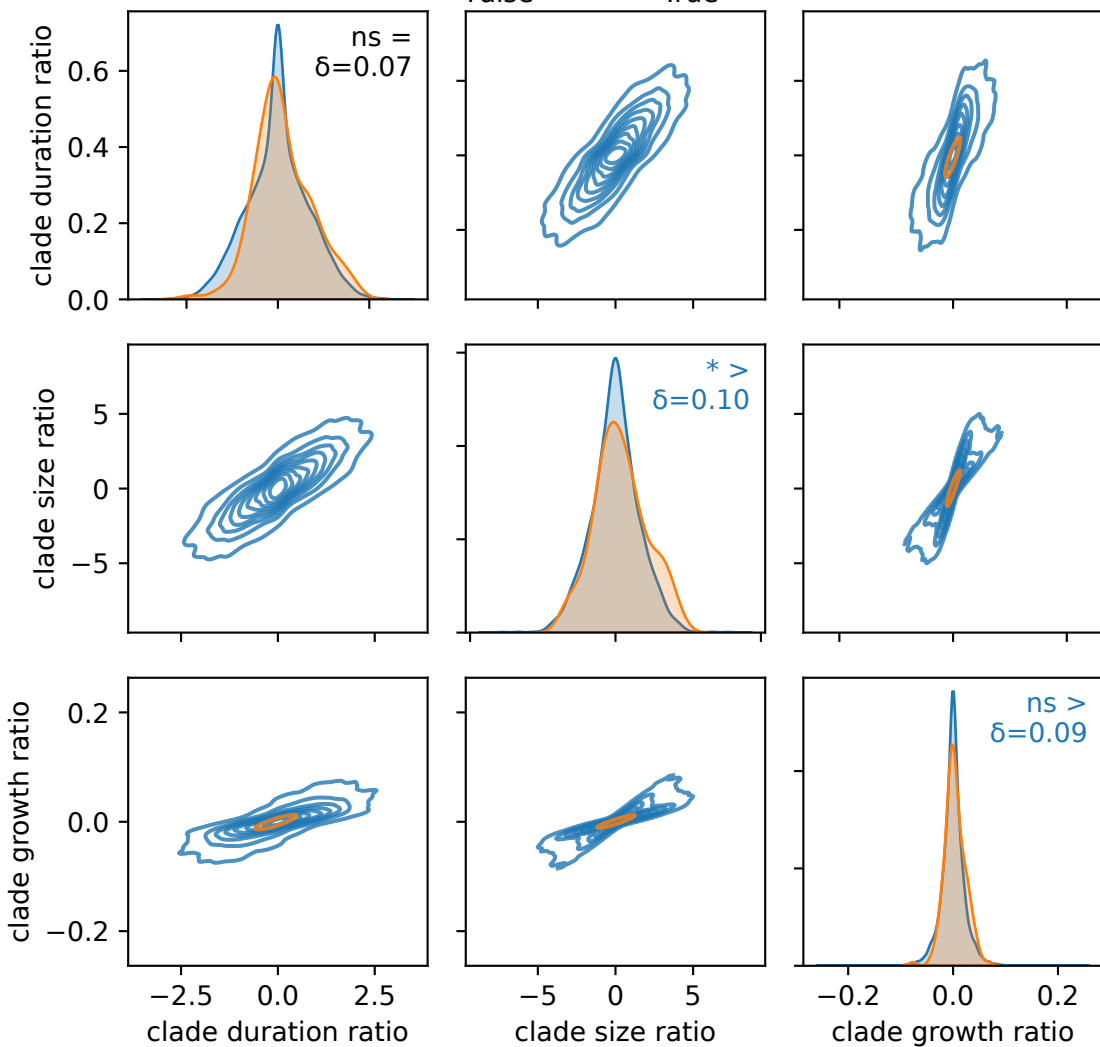 ns =
δ=0.07
clade duration ratio
0.6
0.4
0.2
0.0
* >
δ=0.10
clade size ratio
5
0
−5
ns >
δ=0.09
clade growth ratio
0.2
0.0
−0.2
−2.5 0.0 2.5
−5 0 5
−0.2 0.0 0.2
clade duration ratio
clade size ratio
clade growth ratio